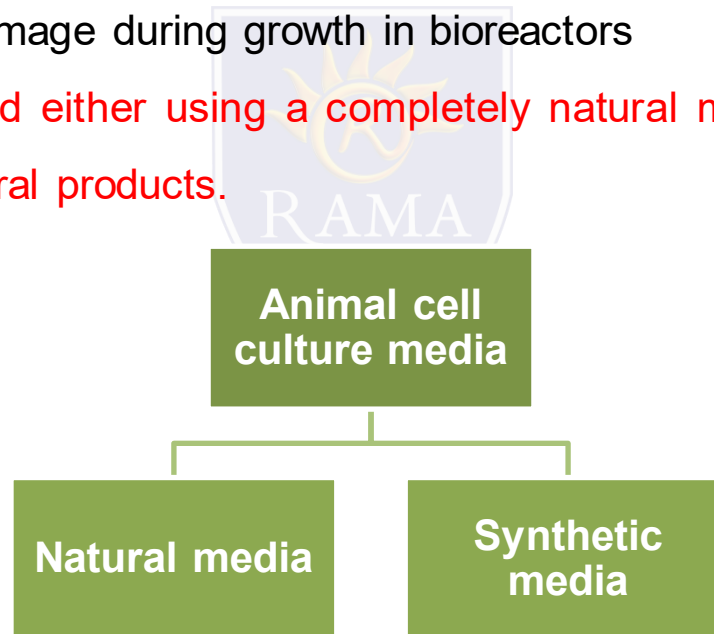 mage during growth in bioreactors
d either using a completely natural m
ral products.
RAMA
Animal cell
culture media
Natural media
Synthetic
media